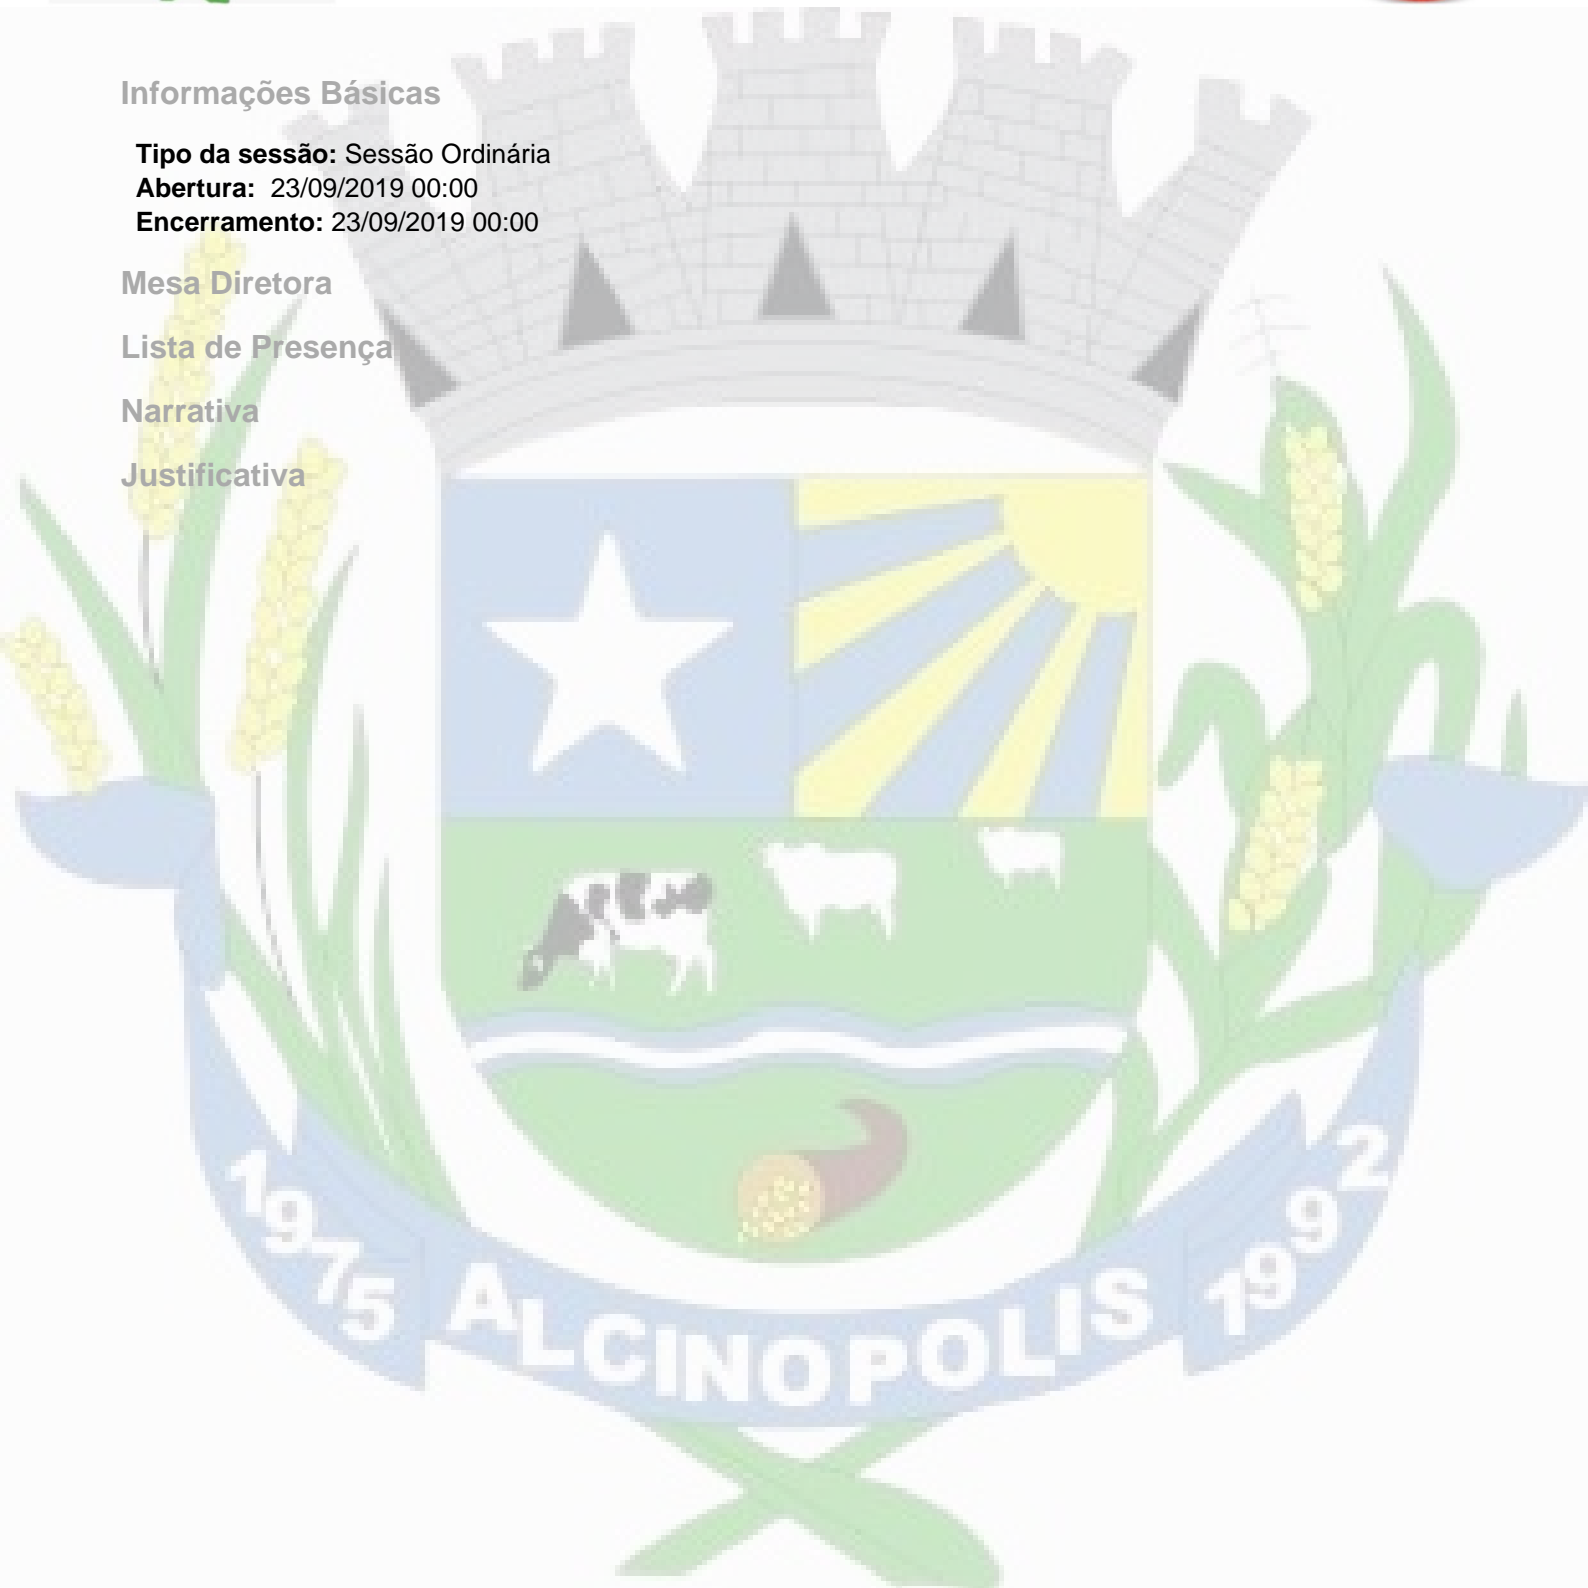 Informações Básicas
Tipo da sessão: Sessão Ordinária
Abertura: 23/09/2019 00:00
Encerramento: 23/09/2019 00:00
Mesa Diretora
Lista de Presença
Narrativa
Justificativa
1975 ALCINOPOLIS 1992